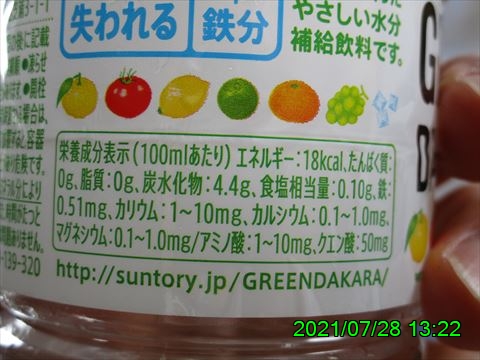 やさしい水分
補給飲料です。
失われる
鉄分
栄養成分表示(100mlあたり) エネルギー:18kcal、たんぱく質:
0g、脂質:0g、炭水化物:4.4g、食塩相当量:0.10g、鉄:
0.51mg、カリウム:1~10mg、カルシウム:0.1~1.0mg、
マグネシウム:0.1~1.0mg/アミノ酸:1~10mg、クエン酸:50mg
http://suntory.jp/GREENDAKARA/
-139-320
2021/07/28 13:22